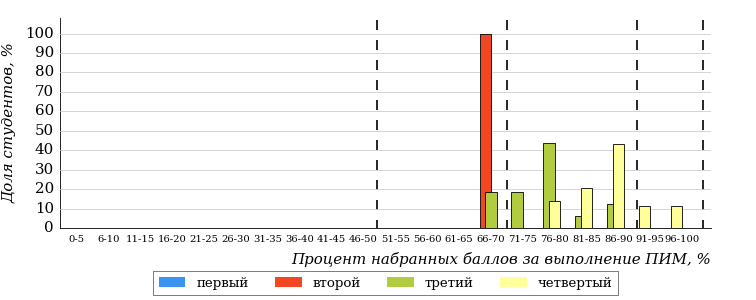 Доля студентов, %
100
90
80
70
60
50
40
30
20
10
0
0-5 6-10 11-15 16-20 21-25 26-30 31-35 36-40 41-45 46-50 51-55 56-60 61-65 66-70 71-75 76-80 81-85 86-90 91-95 96-100
Процент набранных баллов за выполнение ПИМ, %
первый второй третий четвертый